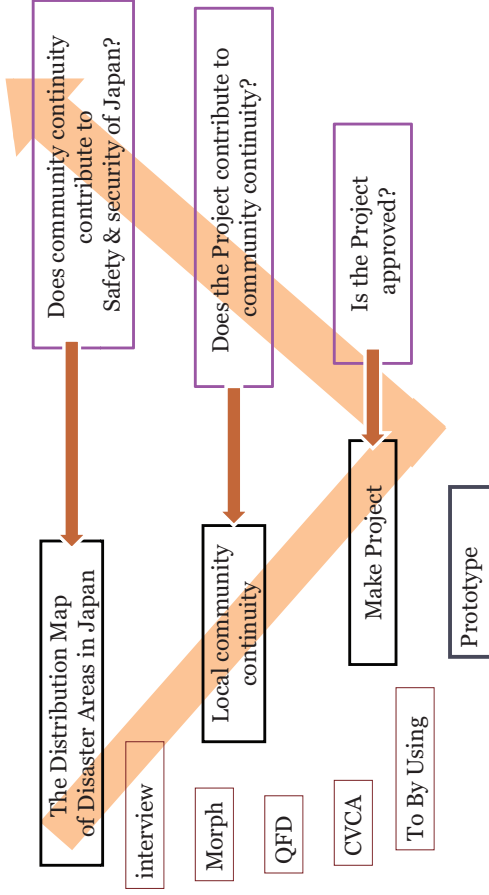 The Distribution Map
of Disaster Areas in Japan
Does community continuity
contribute to
Safety & security of Japan?
interview
Morph
Local community
continuity
Does the Project contribute to
community continuity?
QFD
CVCA
Make Project
Is the Project
approved?
To By Using
Prototype